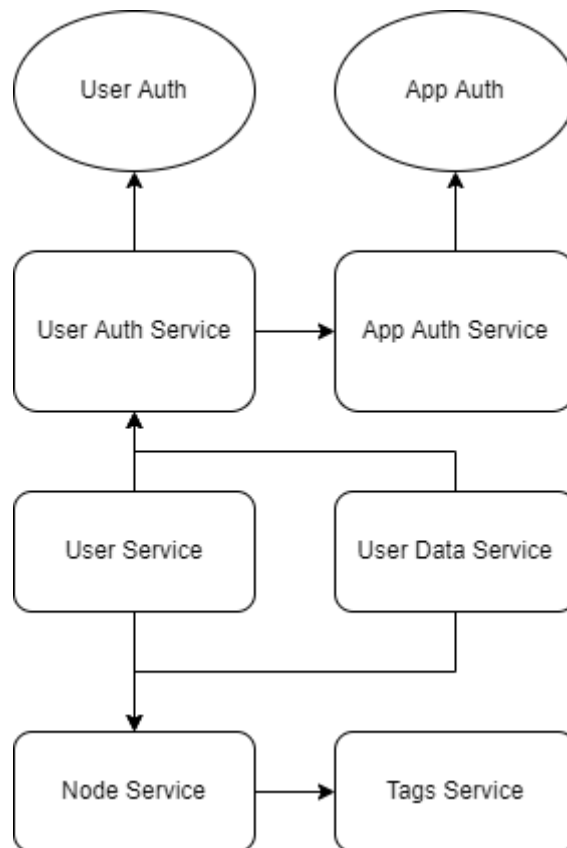 User Auth
App Auth
User Auth Service
App Auth Service
User Service
User Data Service
Node Service
Tags Service